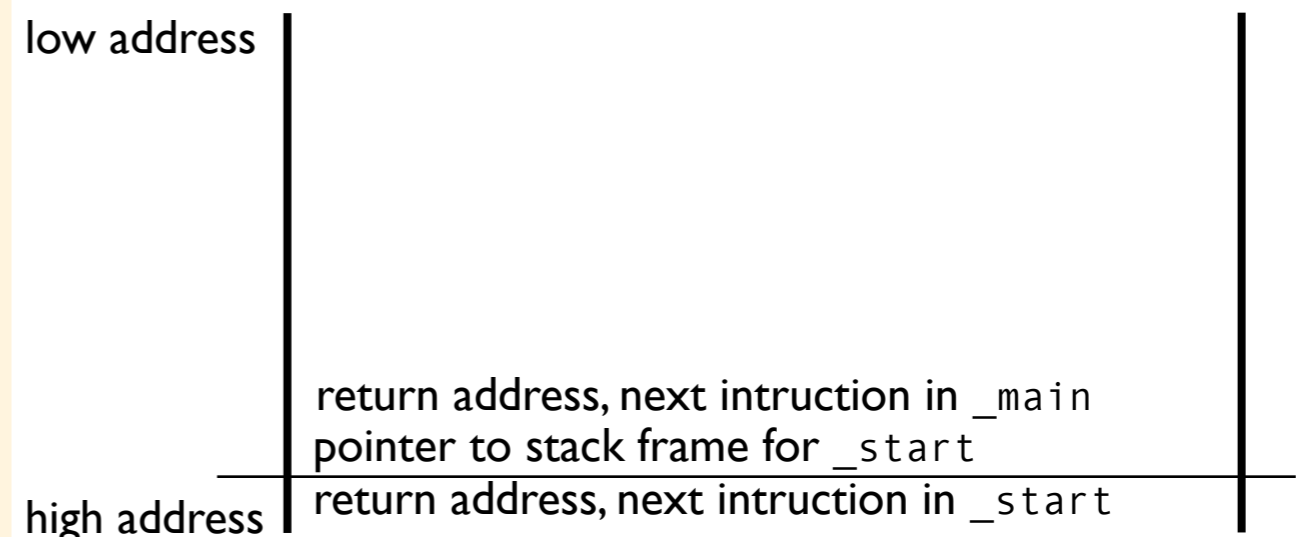 low address
return address, next intruction in _main
pointer to stack frame for _start
return address, next intruction in _start
high address